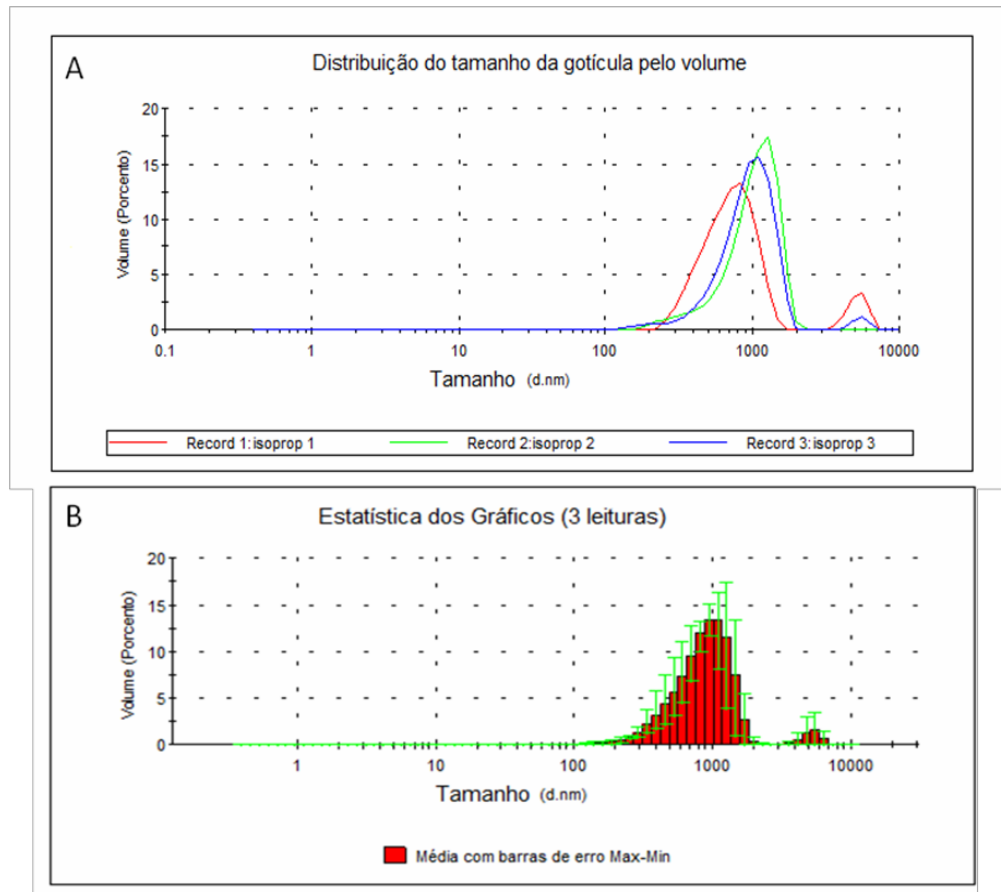 A
Distribuição do tamanho da gotícula pelo volume
Volume (Porcento)
20
15
10
5
0
0.1 1 10 100 1000 10000
Tamanho (d.nm)
Record 1:isoprop 1 Record 2:isoprop 2 Record 3:isoprop 3
B
Estatística dos Gráficos (3 leituras)
Volume (Porcento)
20
15
10
5
0
1 10 100 1000 10000
Tamanho (d.nm)
Média com barras de erro Max-Min